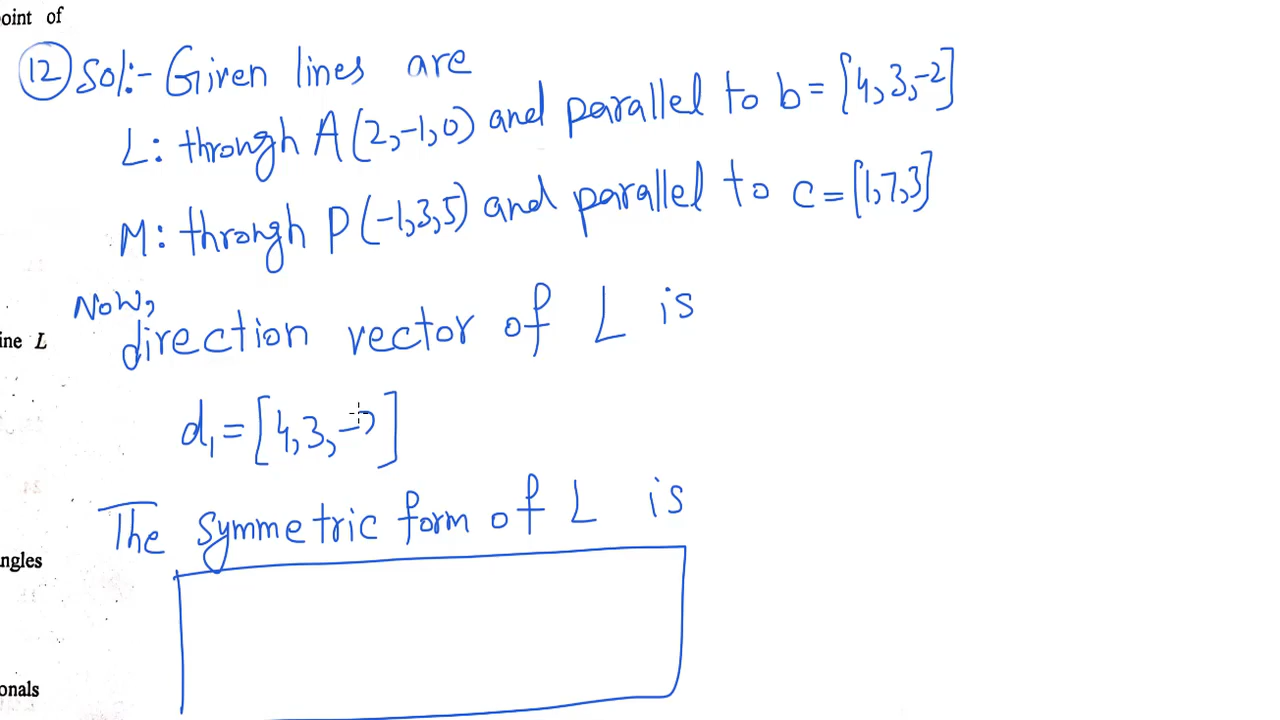 oint of
(12) Sol:- Given lines are
L: through A(2,-1,0) and parallel to b = [4,3,-2]
M: through P(-1,3,5) and parallel to c = [1,7,3]
Now,
direction vector of L is
ine L
d₁ = [4,3,-2]
The symmetric form of L is
ngles
onals